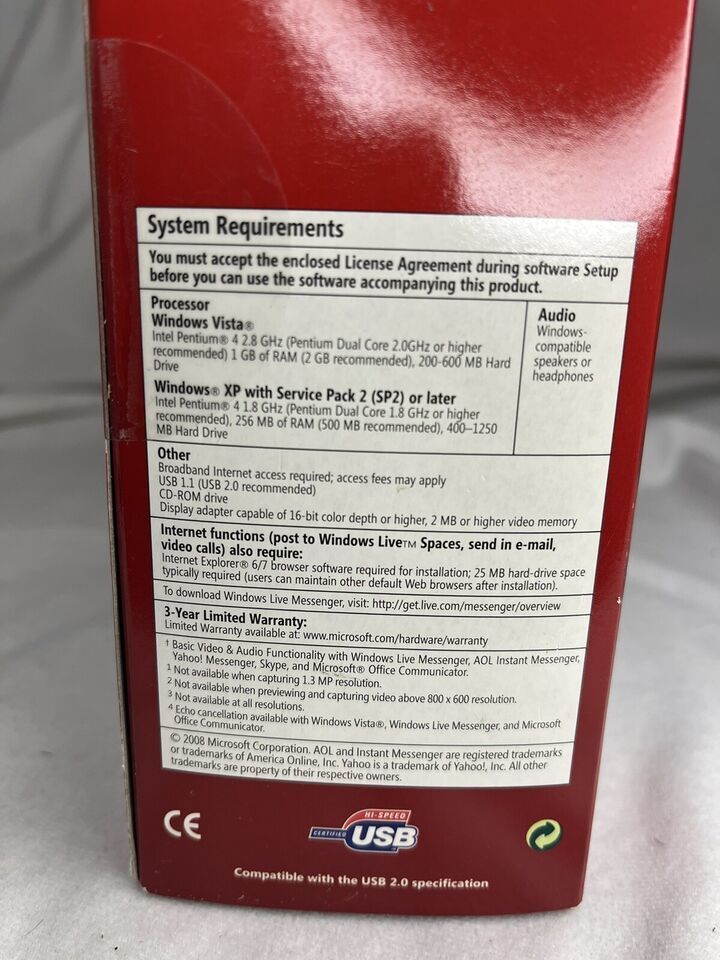 System Requirements
You must accept the enclosed License Agreement during software Setup
before you can use the software accompanying this product.
Processor
Windows Vista®
Intel Pentium® 4 2.8 GHz (Pentium Dual Core 2.0GHz or higher
recommended) 1 GB of RAM (2 GB recommended), 200-600 MB Hard
Drive
Windows® XP with Service Pack 2 (SP2) or later
Intel Pentium® 4 1.8 GHz (Pentium Dual Core 1.8 GHz or higher
recommended), 256 MB of RAM (500 MB recommended), 400–1250
MB Hard Drive
Audio
Windows-
compatible
speakers or
headphones
Other
Broadband Internet access required; access fees may apply
USB 1.1 (USB 2.0 recommended)
CD-ROM drive
Display adapter capable of 16-bit color depth or higher, 2 MB or higher video memory
Internet functions (post to Windows Live™ Spaces, send in e-mail,
video calls) also require:
Internet Explorer® 6/7 browser software required for installation; 25 MB hard-drive space
typically required (users can maintain other default Web browsers after installation).
To download Windows Live Messenger, visit: http://get.live.com/messenger/overview
3-Year Limited Warranty:
Limited Warranty available at: www.microsoft.com/hardware/warranty
† Basic Video & Audio Functionality with Windows Live Messenger, AOL Instant Messenger,
Yahoo! Messenger, Skype, and Microsoft® Office Communicator.
1 Not available when capturing 1.3 MP resolution.
2 Not available when previewing and capturing video above 800 x 600 resolution.
3 Not available at all resolutions.
4 Echo cancellation available with Windows Vista®, Windows Live Messenger, and Microsoft
Office Communicator.
© 2008 Microsoft Corporation. AOL and Instant Messenger are registered trademarks
or trademarks of America Online, Inc. Yahoo is a trademark of Yahoo!, Inc. All other
trademarks are property of their respective owners.
CE
HI-SPEED
CERTIFIED USB
Compatible with the USB 2.0 specification